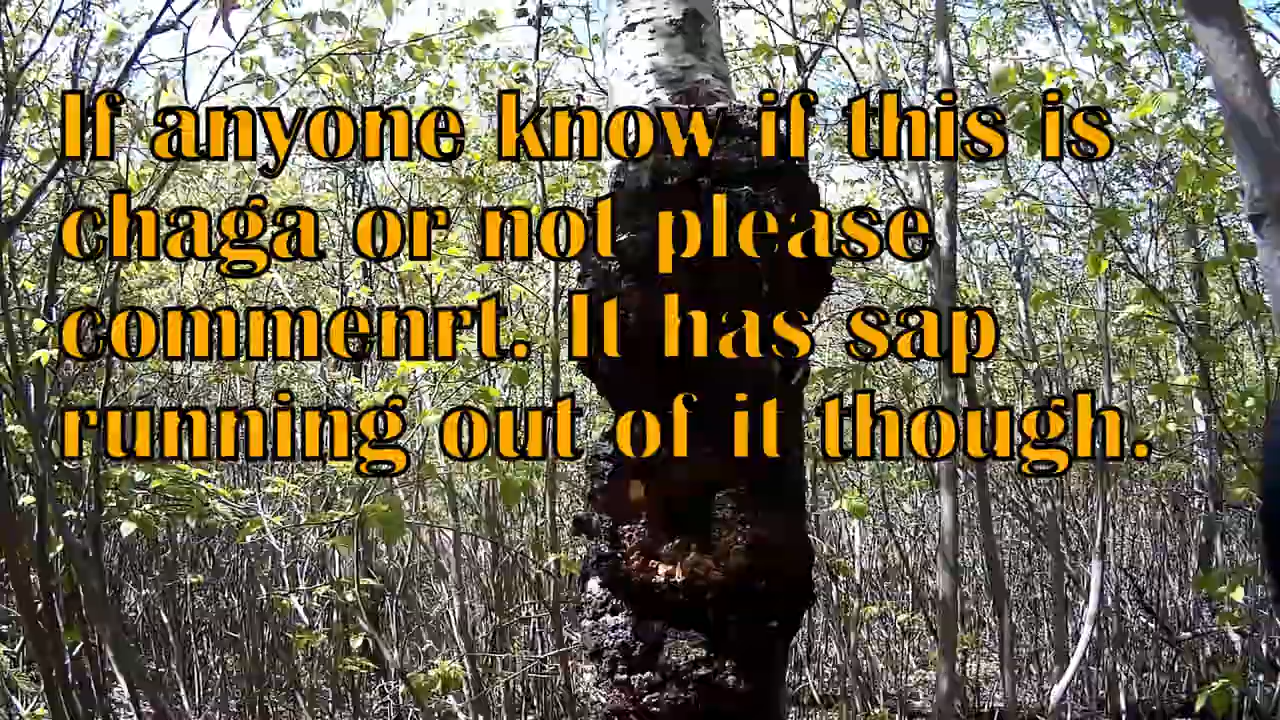 If anyone know if this is
chaga or not please
commenrt. It has sap
running out of it though.